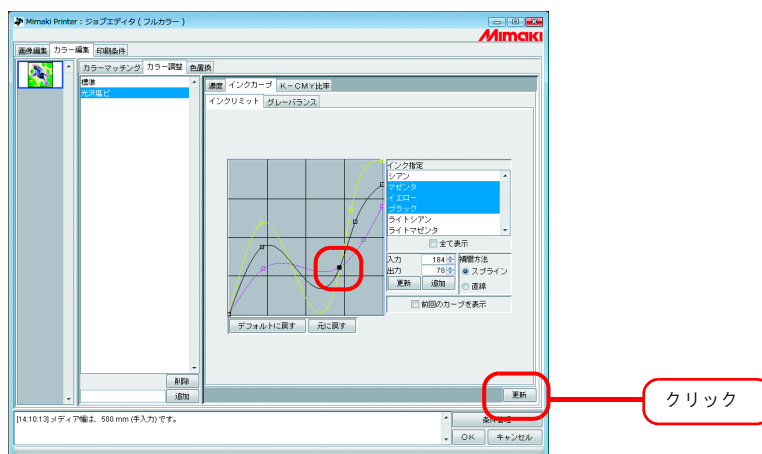 Mimaki Printer : ジョブエディタ ( フルカラー )
Mimaki
画像編集 カラー編集 印刷条件
カラーマッチング カラー調整 色置換
標準
光沢塩ビ
濃度 インクカーブ K-CMY比率
インクリミット グレーバランス
インク指定
シアン
マゼンタ
イエロー
ブラック
ライトシアン
ライトマゼンタ
全て表示
入力 184
出力 78
更新 追加
補間方法
スプライン
直線
前回のカーブを表示
デフォルトに戻す 元に戻す
削除
追加
更新
クリック
[14:10:13] メディア幅は、500 mm (手入力) です。
条件管理
OK キャンセル